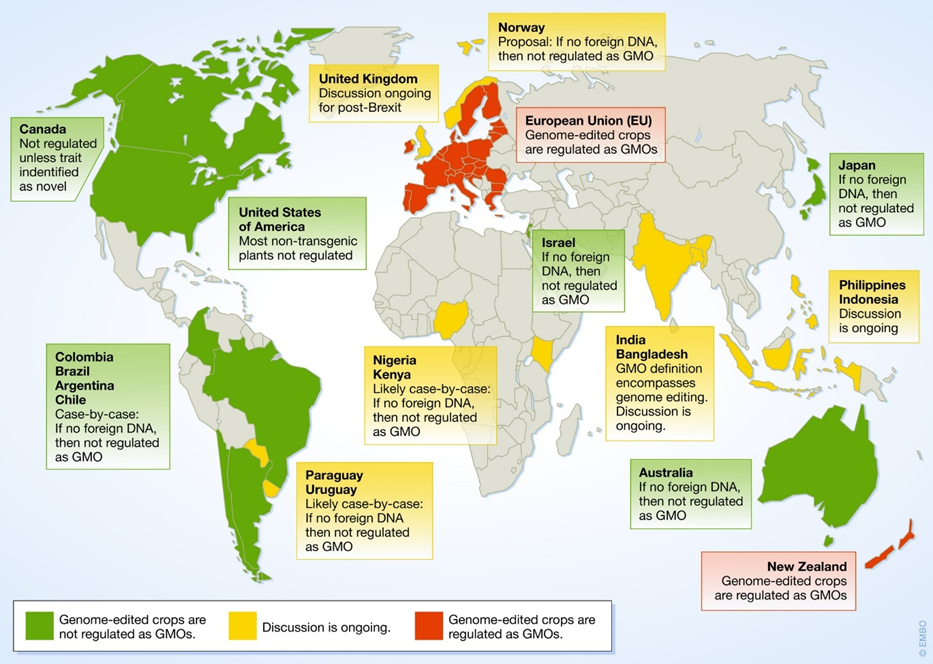 Norway
Proposal: If no foreign DNA,
then not regulated as GMO
United Kingdom
Discussion ongoing
for post-Brexit
European Union (EU)
Genome-edited crops
are regulated as GMOs
Canada
Not regulated
unless trait
indentified
as novel
Japan
If no foreign
DNA, then
not regulated
as GMO
United States
of America
Most non-transgenic
plants not regulated
Israel
If no foreign
DNA, then
not regulated
as GMO
Philippines
Indonesia
Discussion
is ongoing
Colombia
Brazil
Argentina
Chile
Case-by-case:
If no foreign DNA,
then not regulated
as GMO
Nigeria
Kenya
Likely case-by-case:
If no foreign DNA,
then not regulated
as GMO
India
Bangladesh
GMO definition
encompasses
genome editing.
Discussion is
ongoing.
Paraguay
Uruguay
Likely case-by-case:
If no foreign DNA
then not regulated
as GMO
Australia
If no foreign DNA,
then not regulated
as GMO
New Zealand
Genome-edited crops
are regulated as GMOs
Genome-edited crops are
not regulated as GMOs.
Discussion is ongoing.
Genome-edited crops are
regulated as GMOs.
© EMBO